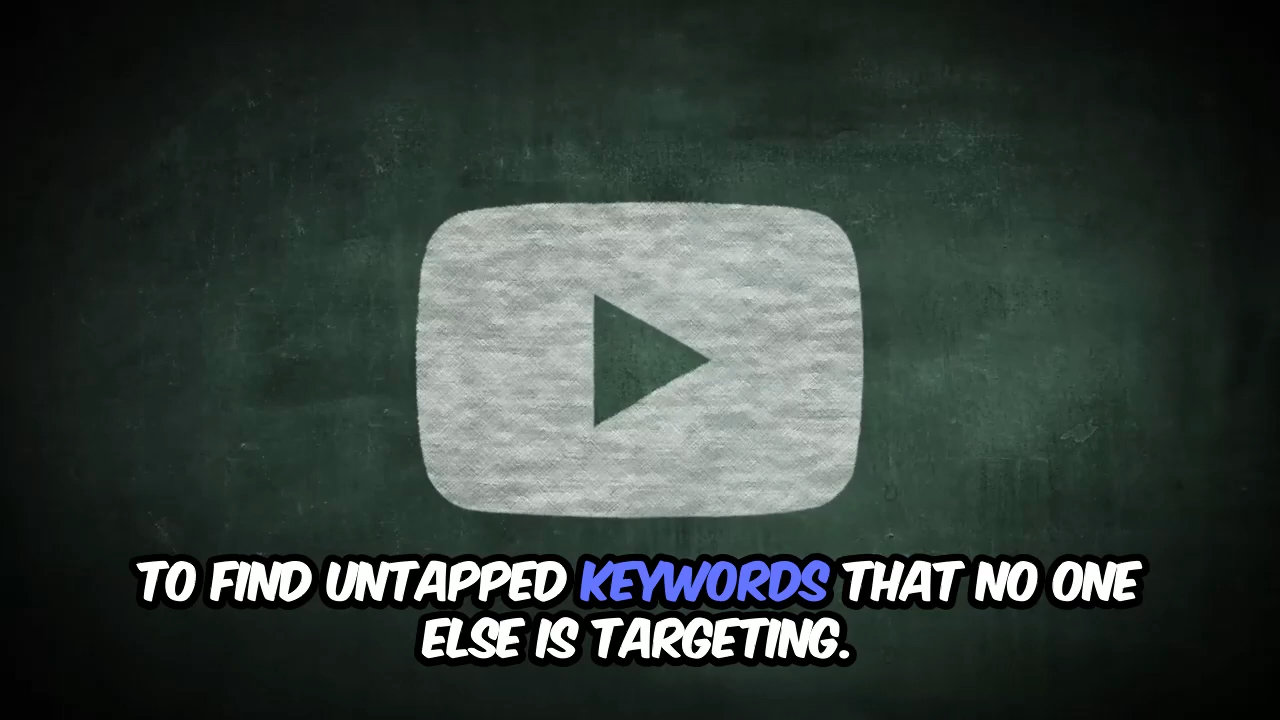 TO FIND UNTAPPED KEYWORDS THAT NO ONE
ELSE IS TARGETING.